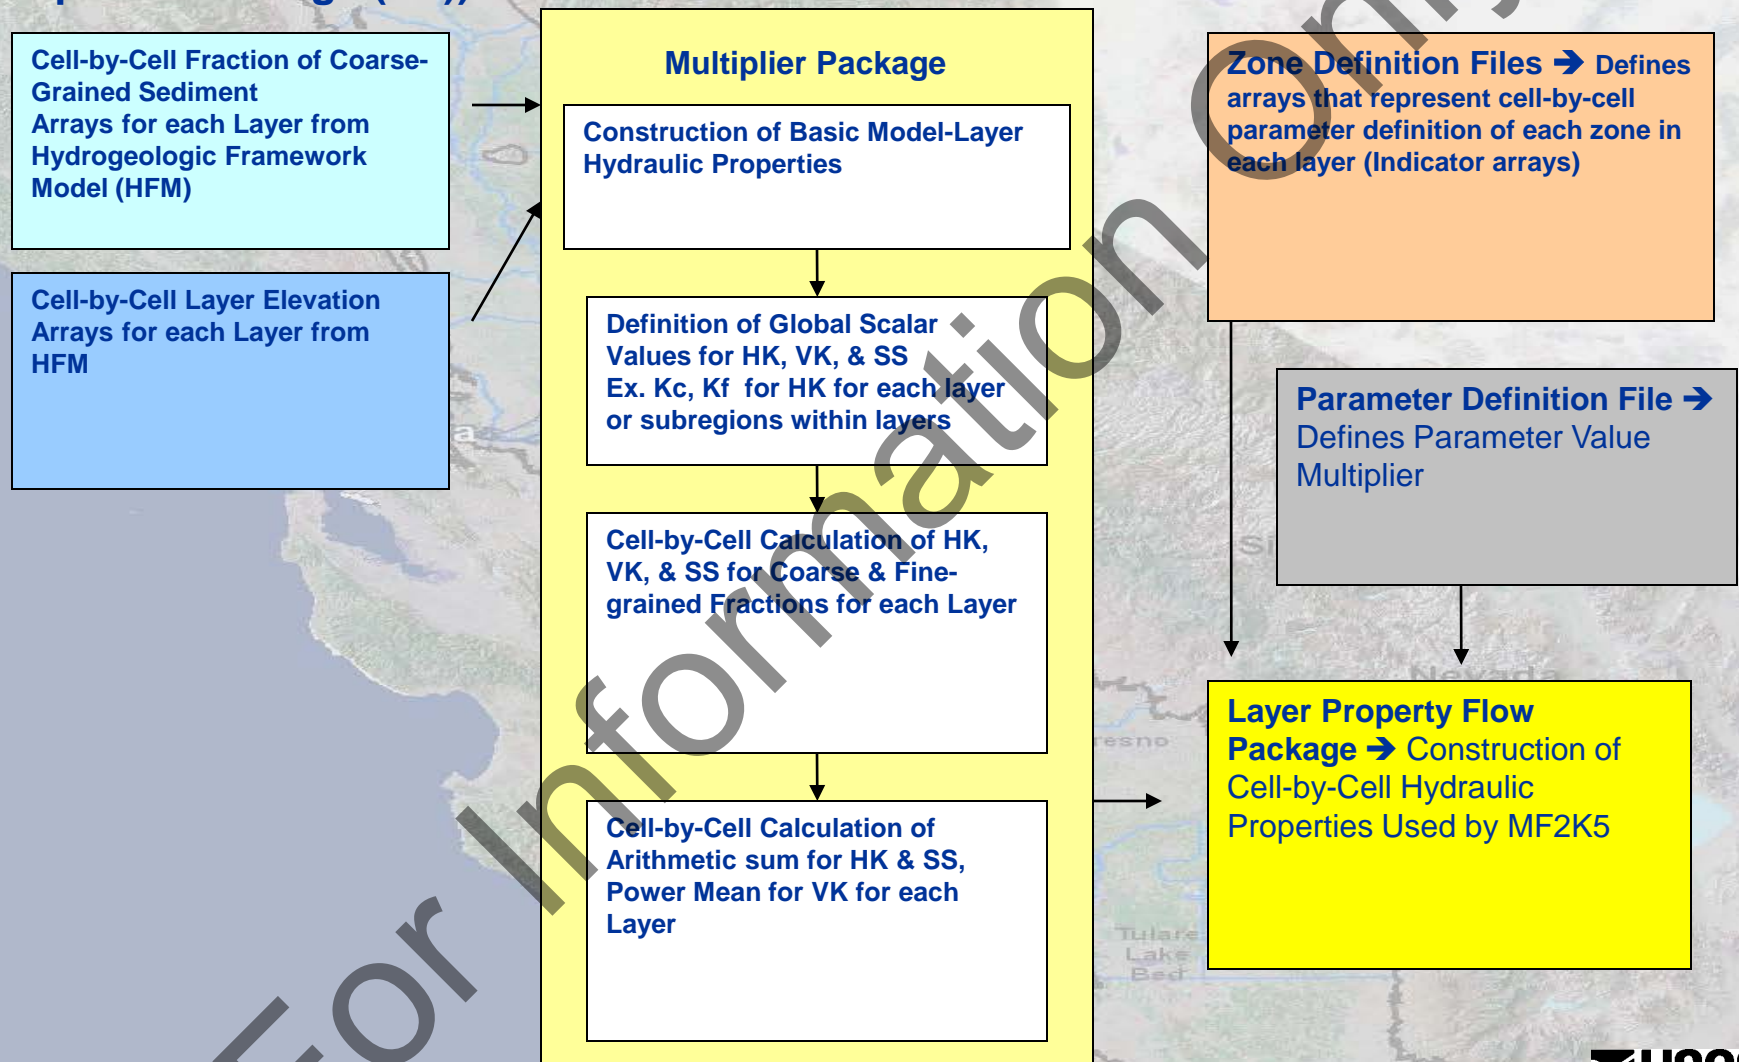 Cell-by-Cell Fraction of Coarse-
Grained Sediment
Arrays for each Layer from
Hydrogeologic Framework
Model (HFM)
Cell-by-Cell Layer Elevation
Arrays for each Layer from
HFM
Multiplier Package
Construction of Basic Model-Layer
Hydraulic Properties
Definition of Global Scalar
Values for HK, VK, & SS
Ex. Kc, Kf for HK for each layer
or subregions within layers
Cell-by-Cell Calculation of HK,
VK, & SS for Coarse & Fine-
grained Fractions for each Layer
Cell-by-Cell Calculation of
Arithmetic sum for HK & SS,
Power Mean for VK for each
Layer
Zone Definition Files ➔ Defines
arrays that represent cell-by-cell
parameter definition of each zone in
each layer (Indicator arrays)
Parameter Definition File ➔
Defines Parameter Value
Multiplier
Layer Property Flow
Package ➔ Construction of
Cell-by-Cell Hydraulic
Properties Used by MF2K5
Nevada
Tulare
Lake
Bed
For Information Only